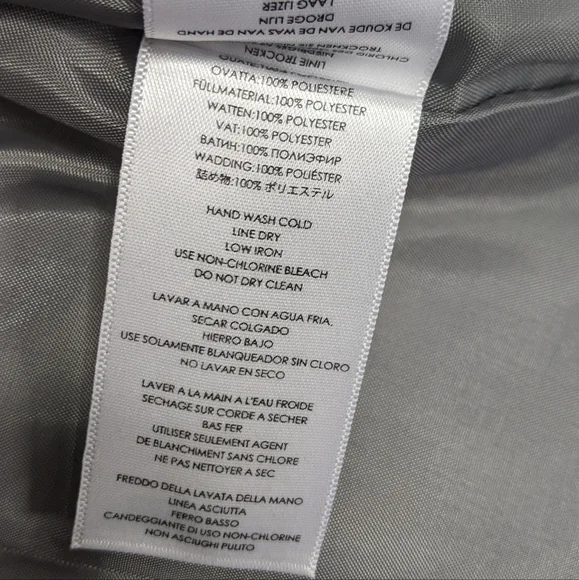 LAAG IJZER
DROGE LIJN
DE KOUDE VAN DE WAS VAN DE HAND
CHLORID
TROCKNEN SIE
NIEDRIGES
LINIE TROCKEN
OVATTA:100% POLIESTERE
FÜLLMATERIAL:100% POLYESTER
WATTEN:100% POLYESTER
VAT:100% POLYESTER
ВАТИН:100% ПОЛИЭФИР
WADDING:100% POLIÉSTER
詰め物:100% ポリエステル
HAND WASH COLD
LINE DRY
LOW IRON
USE NON-CHLORINE BLEACH
DO NOT DRY CLEAN
LAVAR A MANO CON AGUA FRIA.
SECAR COLGADO
HIERRO BAJO
USE SOLAMENTE BLANQUEADOR SIN CLORO
NO LAVAR EN SECO
LAVER A LA MAIN A L'EAU FROIDE
SECHAGE SUR CORDE A SECHER
BAS FER
UTILISER SEULEMENT AGENT
DE BLANCHIMENT SANS CHLORE
NE PAS NETTOYER A SEC
FREDDO DELLA LAVATA DELLA MANO
LINEA ASCIUTTA
FERRO BASSO
CANDEGGIANTE DI USO NON-CHLORINE
NON ASCIUGHI PULITO